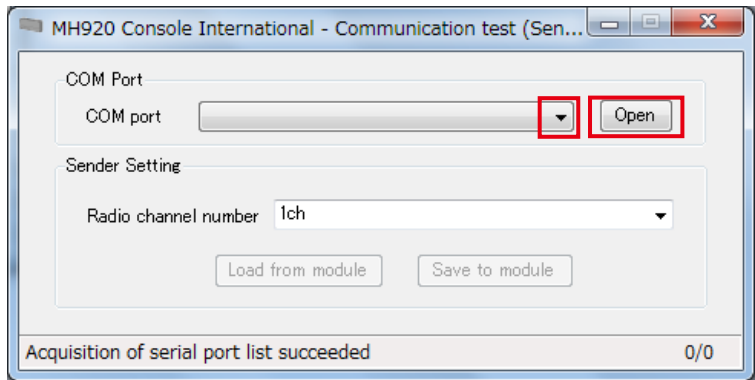 MH920 Console International - Communication test (Sen...
COM Port
COM port
Open
Sender Setting
Radio channel number 1ch
Load from module Save to module
Acquisition of serial port list succeeded 0/0